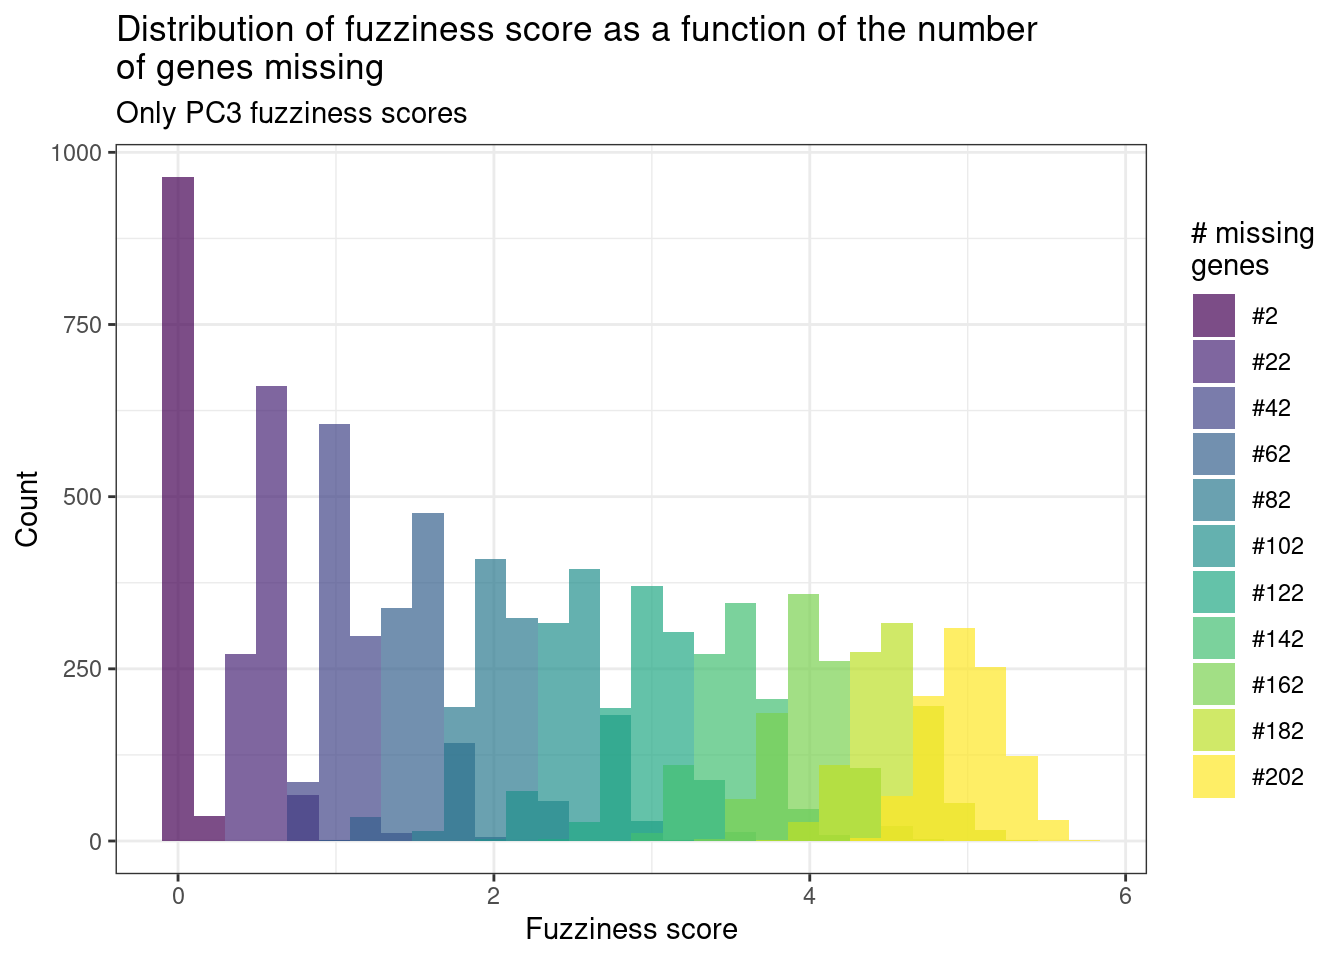 Distribution of fuzziness score as a function of the number
of genes missing
Only PC3 fuzziness scores
1000
750
500
250
0
Count
0
2
4
6
Fuzziness score
# missing
genes
#2
#22
#42
#62
#82
#102
#122
#142
#162
#182
#202